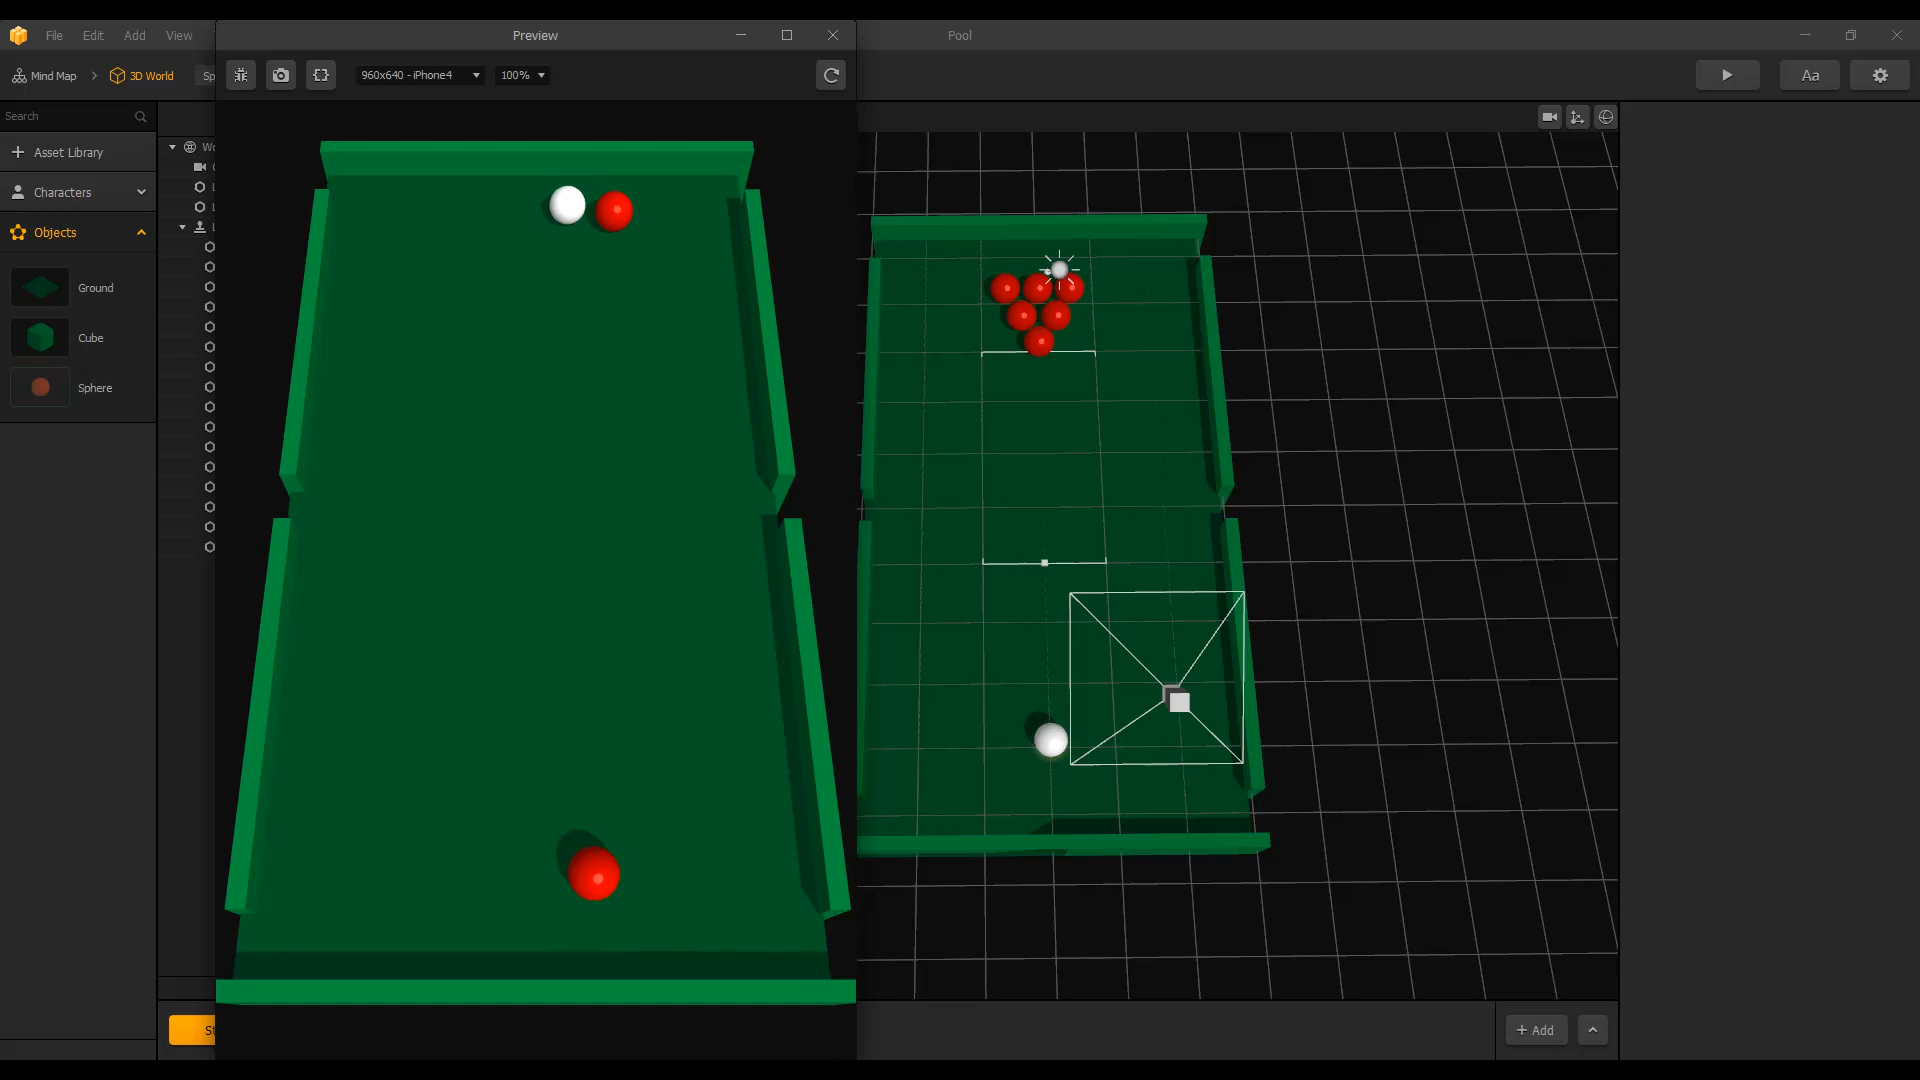 File Edit Add View
Preview
Pool
Mind Map
3D World
960x640 - iPhone4
100%
Aa
Search
Asset Library
Characters
Objects
Ground
Cube
Sphere
Add